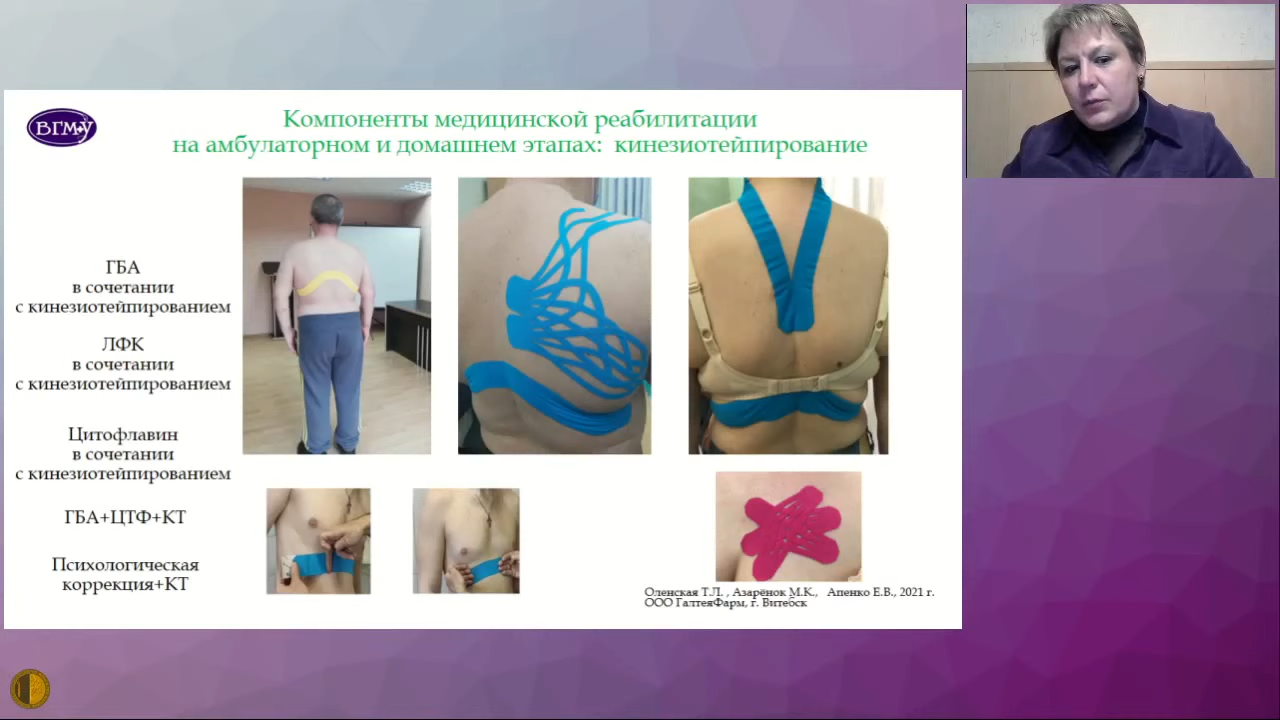 ВГМУ
Компоненты медицинской реабилитации
на амбулаторном и домашнем этапах: кинезиотейпирование
ГБА
в сочетании
с кинезиотейпированием
ЛФК
в сочетании
с кинезиотейпированием
Цитофлавин
в сочетании
с кинезиотейпированием
ГБА+ЦТФ+КТ
Психологическая
коррекция+КТ
Оленская Т.Л. , Азарёнок М.К., Апенко Е.В., 2021 г.
ООО ГалтеяФарм, г. Витебск